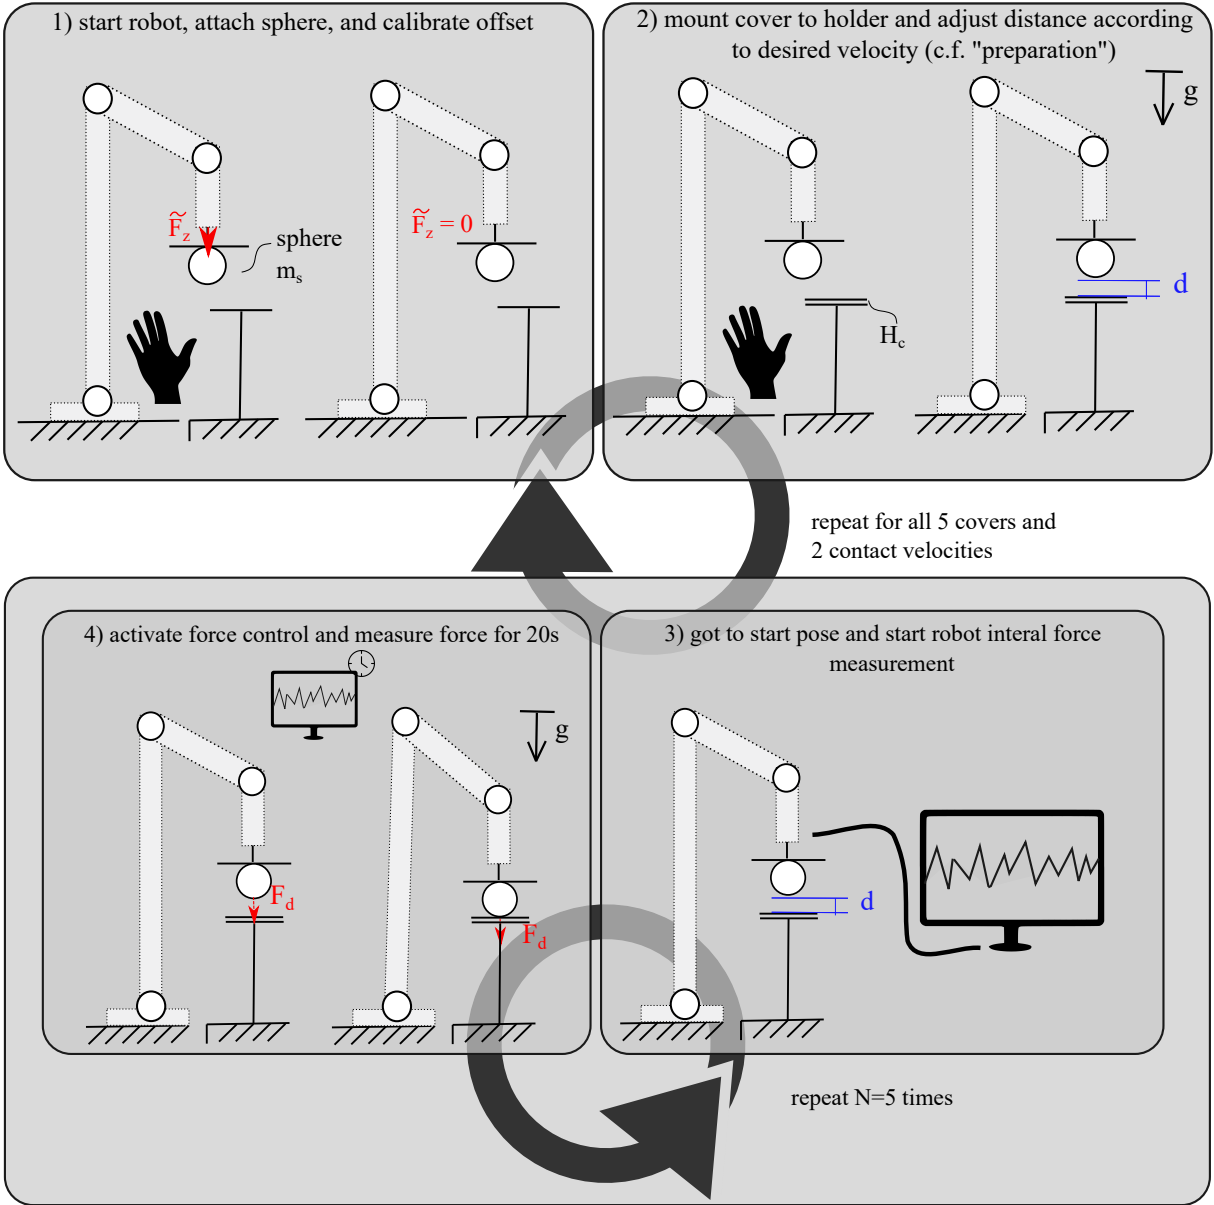 1) start robot, attach sphere, and calibrate offset
F̃z
sphere
ms
F̃z = 0
2) mount cover to holder and adjust distance according
to desired velocity (c.f. "preparation")
g
d
Hc
repeat for all 5 covers and
2 contact velocities
4) activate force control and measure force for 20s
g
Fd
Fd
3) got to start pose and start robot interal force
measurement
d
repeat N=5 times